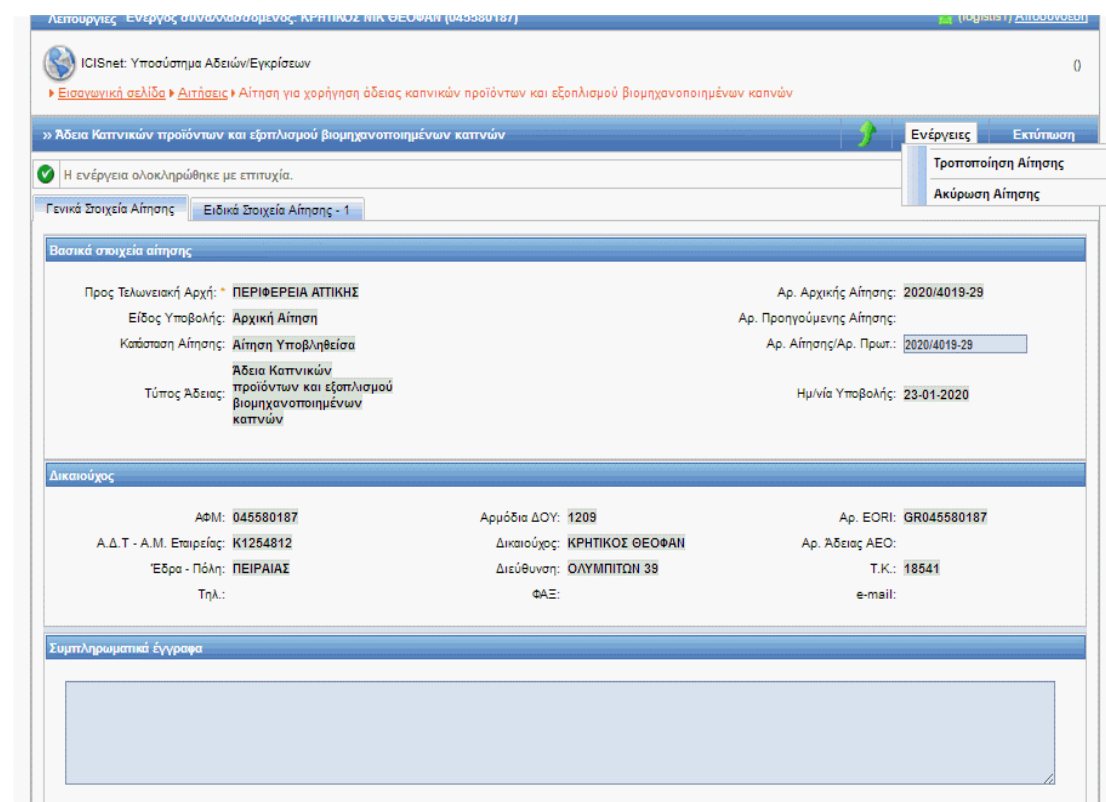 Λειτουργίες Ενεργός συναλλασσόμενος: ΚΡΗΤΙΚΟΣ ΝΙΚ ΘΕΟΦΑΝ (045580187) (logistis1) Αποσύνδεση
ICISnet: Υποσύστημα Αδειών/Εγκρίσεων ()
Εισαγωγική σελίδα Αιτήσεις Αίτηση για χορήγηση άδειας καπνικών προϊόντων και εξοπλισμού βιομηχανοποιημένων καπνών
» Άδεια Καπνικών προϊόντων και εξοπλισμού βιομηχανοποιημένων καπνών Ενέργειες Εκτύπωση
Τροποποίηση Αίτησης
Η ενέργεια ολοκληρώθηκε με επιτυχία.
Ακύρωση Αίτησης
Γενικά Στοιχεία Αίτησης Ειδικά Στοιχεία Αίτησης - 1
Βασικά στοιχεία αίτησης
Προς Τελωνειακή Αρχή: * ΠΕΡΙΦΕΡΕΙΑ ΑΤΤΙΚΗΣ Αρ. Αρχικής Αίτησης: 2020/4019-29
Είδος Υποβολής: Αρχική Αίτηση Αρ. Προηγούμενης Αίτησης:
Κατάσταση Αίτησης: Αίτηση Υποβληθείσα Αρ. Αίτησης/Αρ. Πρωτ.: 2020/4019-29
Τύπος Άδειας: Άδεια Καπνικών
προϊόντων και εξοπλισμού
βιομηχανοποιημένων
καπνών
Ημ/νία Υποβολής: 23-01-2020
Δικαιούχος
ΑΦΜ: 045580187 Αρμόδια ΔΟΥ: 1209 Αρ. EORI: GR045580187
Α.Δ.Τ - Α.Μ. Εταιρείας: Κ1254812 Δικαιούχος: ΚΡΗΤΙΚΟΣ ΘΕΟΦΑΝ Αρ. Άδειας ΑΕΟ:
Έδρα - Πόλη: ΠΕΙΡΑΙΑΣ Διεύθυνση: ΟΛΥΜΠΙΤΩΝ 39 Τ.Κ.: 18541
Τηλ.: ΦΑΞ: e-mail:
Συμπληρωματικά έγγραφα